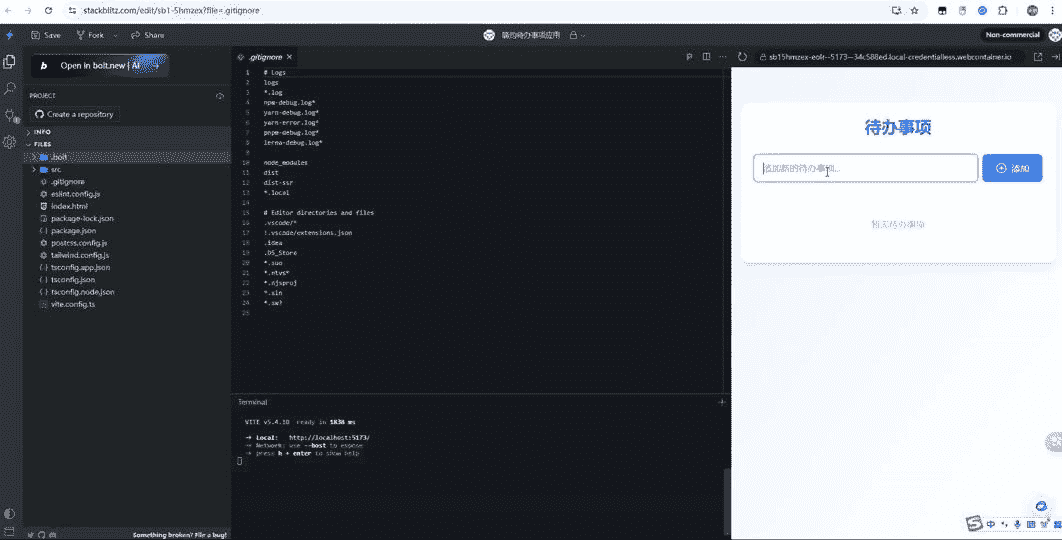 stackblitz.com/edit/sb1-5hmzex?file=.gitignore
Save
Fork
Share
Non-commercial
Open in bolt.new | AI
PROJECT
Create a repository
INFO
FILES
.bolt
src
.gitignore
eslint.config.js
index.html
package-lock.json
package.json
postcss.config.js
tailwind.config.js
tsconfig.app.json
tsconfig.json
tsconfig.node.json
vite.config.ts
Something broken? File a bug!
.gitignore
1 # Logs
2 logs
3 *.log
4 npm-debug.log*
5 yarn-debug.log*
6 yarn-error.log*
7 pnpm-debug.log*
8 lerna-debug.log*
9
10 node_modules
11 dist
12 dist-ssr
13 *.local
14
15 # Editor directories and files
16 .vscode/*
17 !.vscode/extensions.json
18 .idea
19 .DS_Store
20 *.suo
21 *.ntvs*
22 *.njsproj
23 *.sln
24 *.sw?
25
Terminal
VITE v5.4.10 ready in 1838 ms
➜ Local: http://localhost:5173/
➜ Network: use --host to expose
➜ press h + enter to show help
待办事项
添加新的待办事项...
添加
暂无待办事项
中